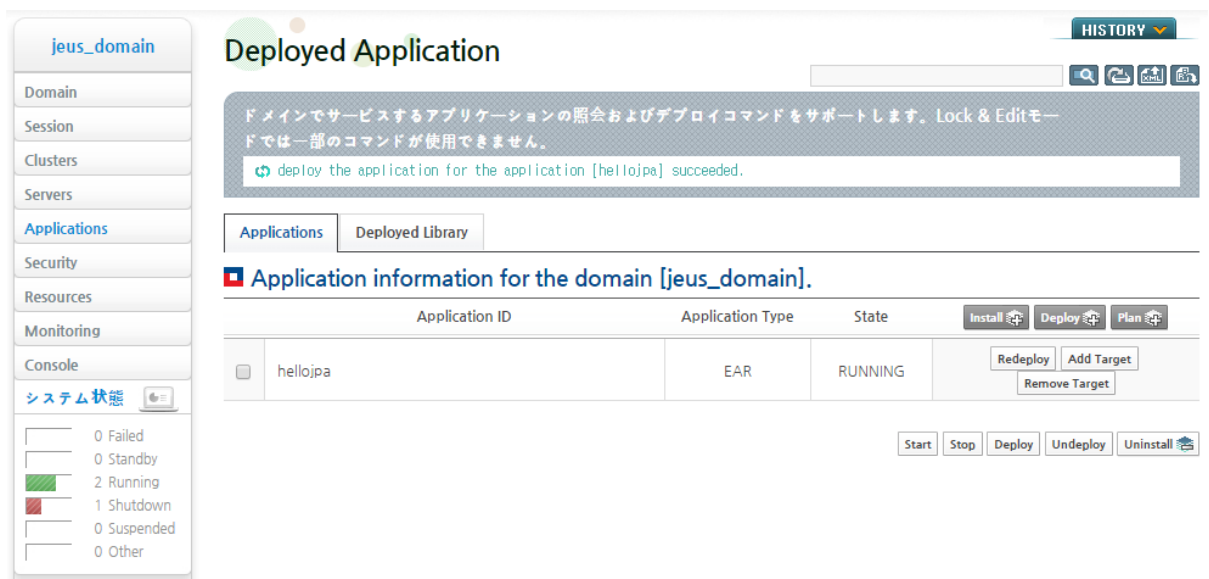 jeus_domain
Domain
Session
Clusters
Servers
Applications
Security
Resources
Monitoring
Console
システム状態
0 Failed
0 Standby
2 Running
1 Shutdown
0 Suspended
0 Other
HISTORY
Deployed Application
ドメインでサービスするアプリケーションの照会およびデプロイコマンドをサポートします。Lock & Editモー
ドでは一部のコマンドが使用できません。
deploy the application for the application [hellojpa] succeeded.
Applications Deployed Library
Application information for the domain [jeus_domain].
Application ID Application Type State Install Deploy Plan
hellojpa EAR RUNNING Redeploy Add Target
Remove Target
Start Stop Deploy Undeploy Uninstall